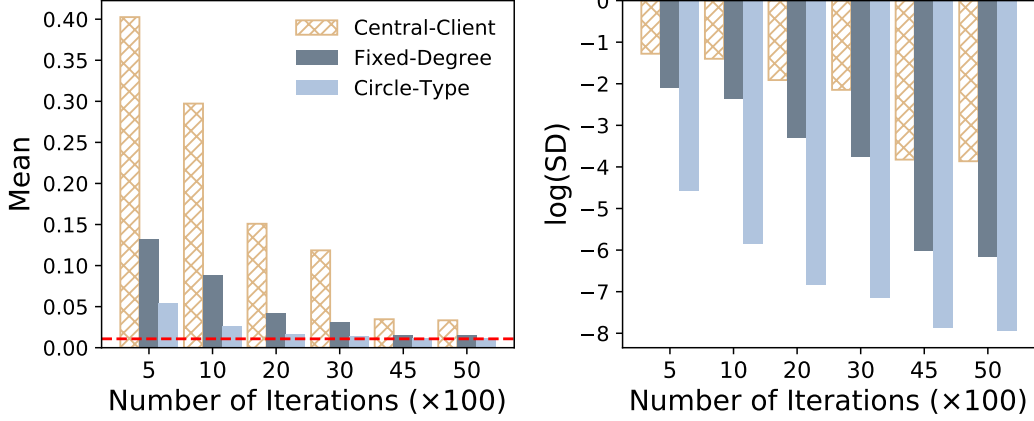 0.40
0.35
0.30
0.25
0.20
0.15
0.10
0.05
0.00
Mean
5 10 20 30 45 50
Number of Iterations (×100)
Central-Client
Fixed-Degree
Circle-Type
0
−1
−2
−3
−4
−5
−6
−7
−8
log(SD)
5 10 20 30 45 50
Number of Iterations (×100)